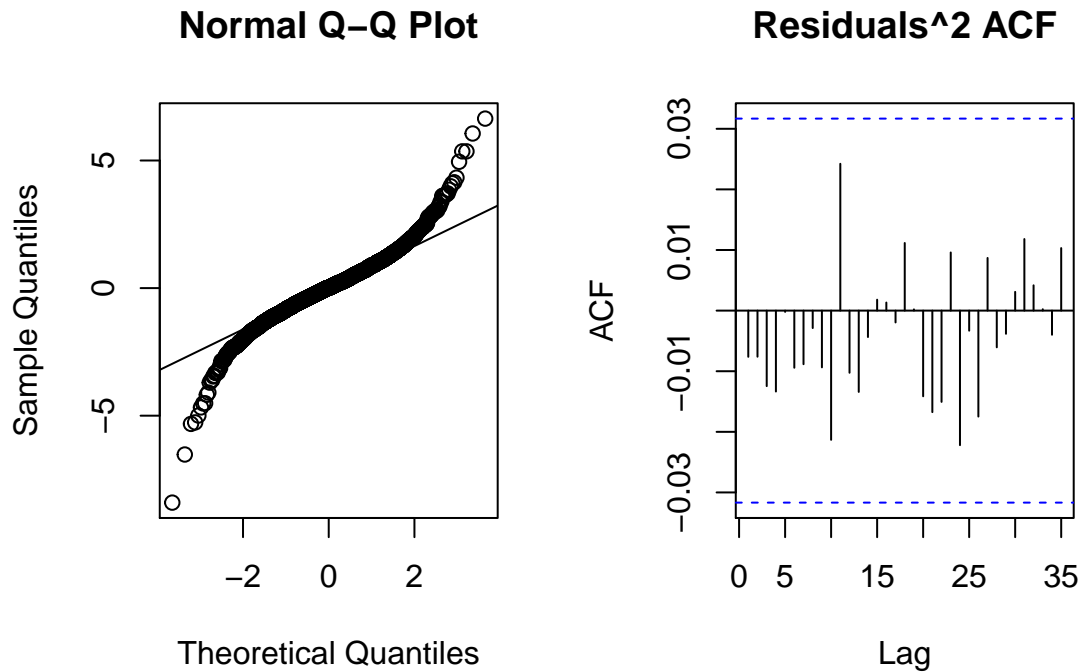 Normal Q−Q Plot
Sample Quantiles
5
0
−5
−2
0
2
Theoretical Quantiles
Residuals^2 ACF
ACF
0.03
0.01
−0.01
−0.03
0
5
15
25
35
Lag